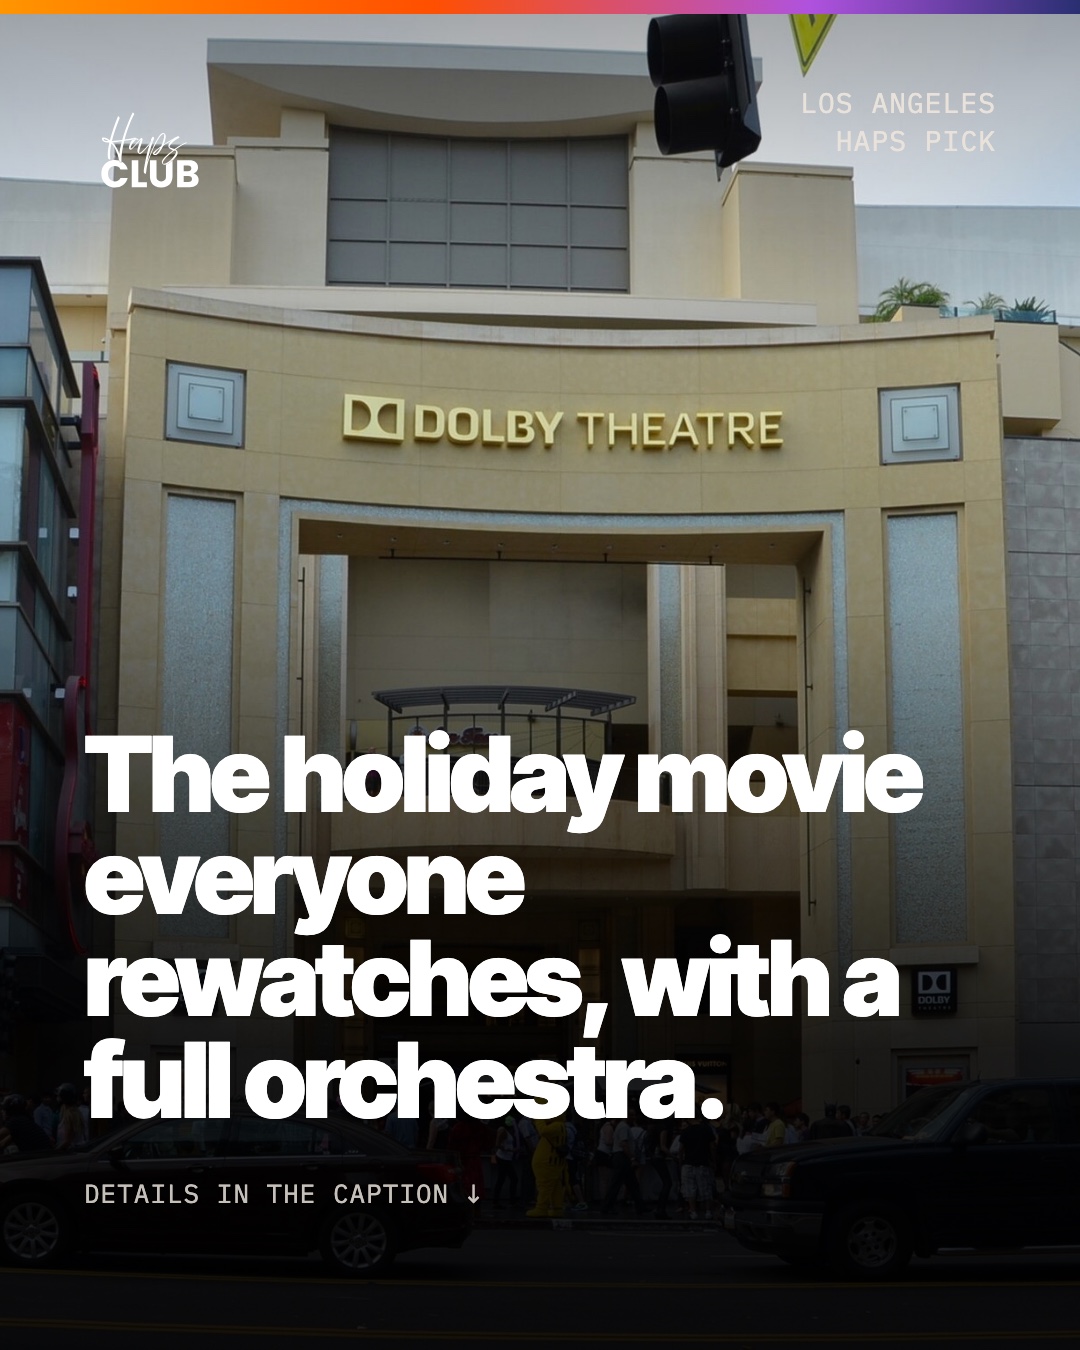 LOS ANGELES
HAPS PICK
Haps
CLUB
DOLBY THEATRE
The holiday movie
everyone
rewatches, with a
full orchestra.
DOLBY
THEATRE
DETAILS IN THE CAPTION ↓